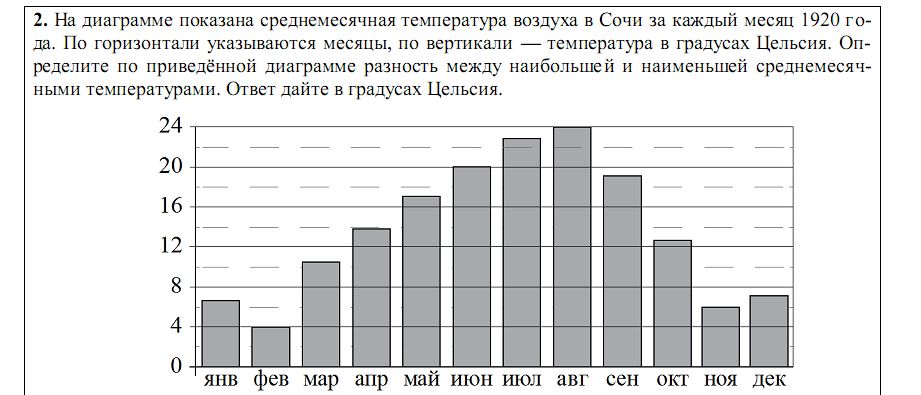 2. На диаграмме показана среднемесячная температура воздуха в Сочи за каждый месяц 1920 го-
да. По горизонтали указываются месяцы, по вертикали — температура в градусах Цельсия. Оп-
ределите по приведённой диаграмме разность между наибольшей и наименьшей среднемесяч-
ными температурами. Ответ дайте в градусах Цельсия.
24
20
16
12
8
4
0
янв фев мар апр май июн июл авг сен окт ноя дек